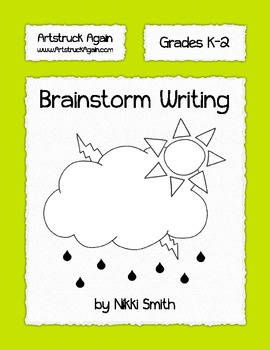 Artstruck Again
www.ArtstruckAgain.com
Grades K-2
Brainstorm Writing
by Nikki Smith